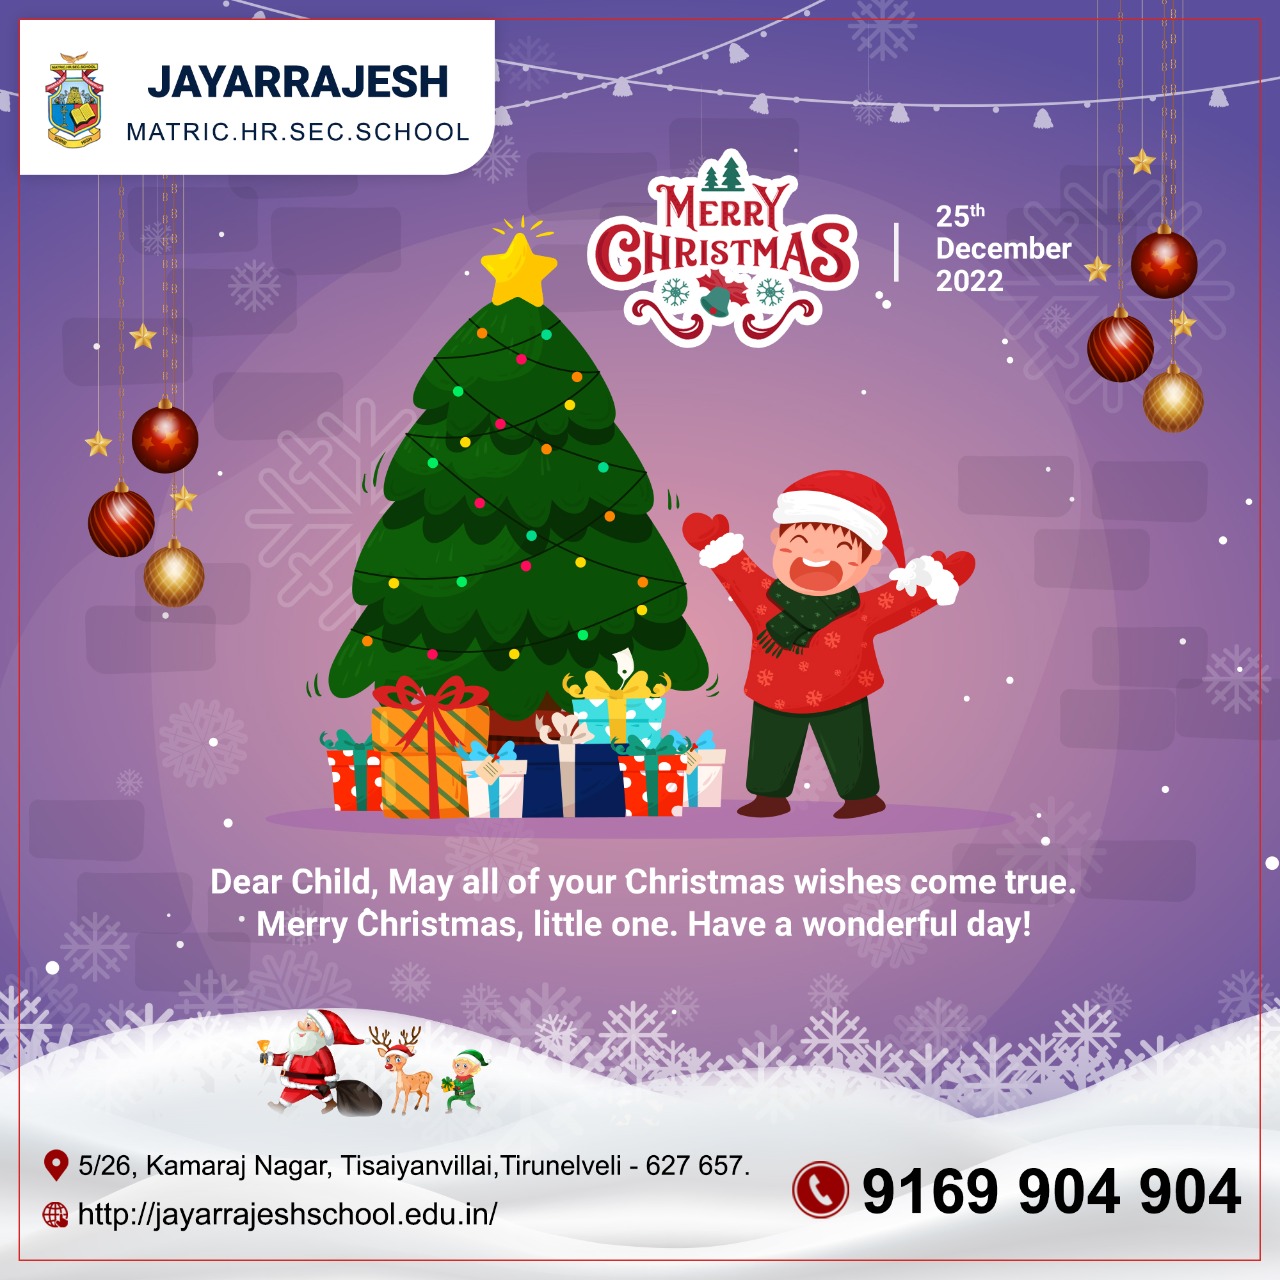 JAYARRAJESH
MATRIC.HR.SEC.SCHOOL
MERRY
CHRISTMAS
25th
December
2022
Dear Child, May all of your Christmas wishes come true.
Merry Christmas, little one. Have a wonderful day!
5/26, Kamaraj Nagar, Tisaiyanvillai,Tirunelveli - 627 657.
http://jayarrajeshschool.edu.in/
9169 904 904